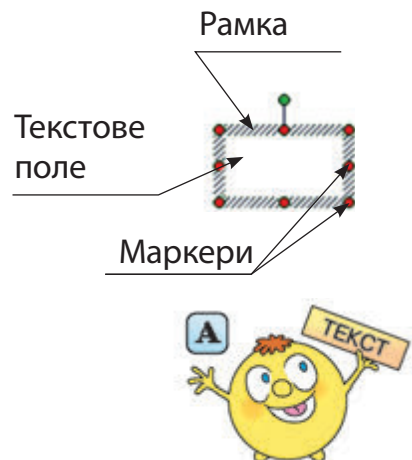 Рамка
Текстове
поле
Маркери
A
ТЕКСТ